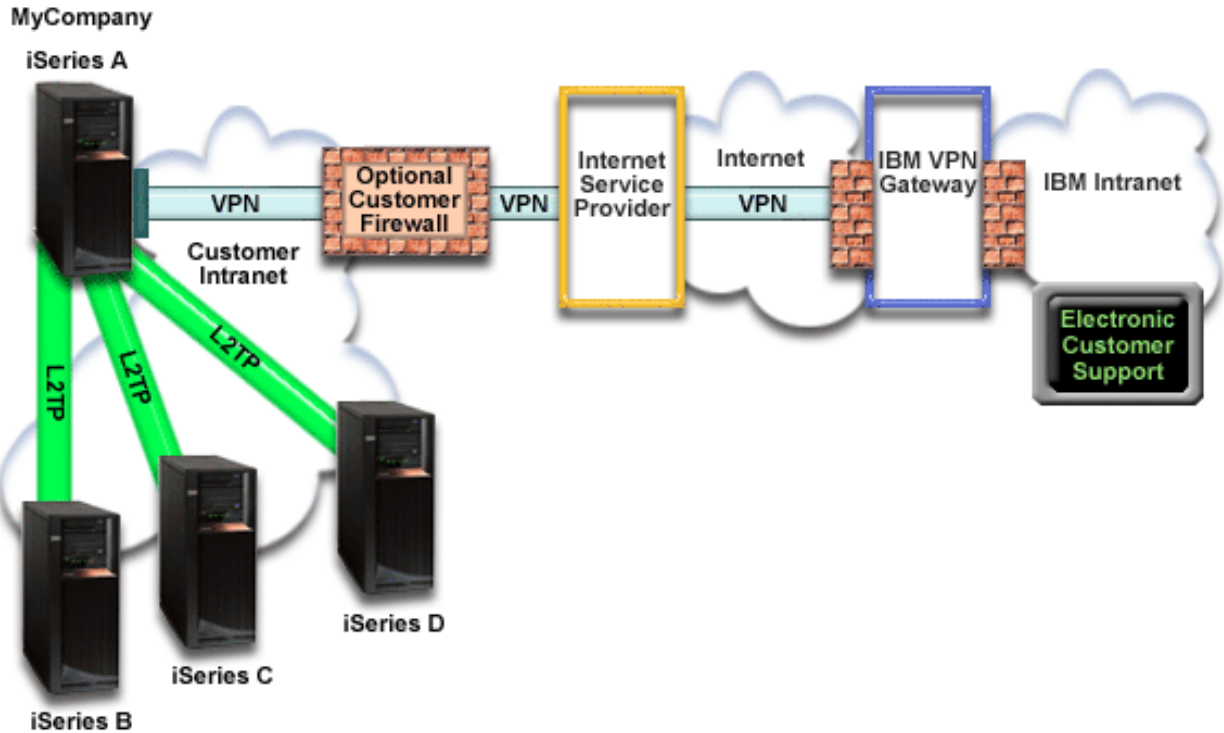 MyCompany
iSeries A
VPN
Customer
Intranet
Optional
Customer
Firewall
VPN
Internet
Service
Provider
Internet
VPN
IBM VPN
Gateway
IBM Intranet
Electronic
Customer
Support
L2TP
L2TP
L2TP
iSeries D
iSeries C
iSeries B